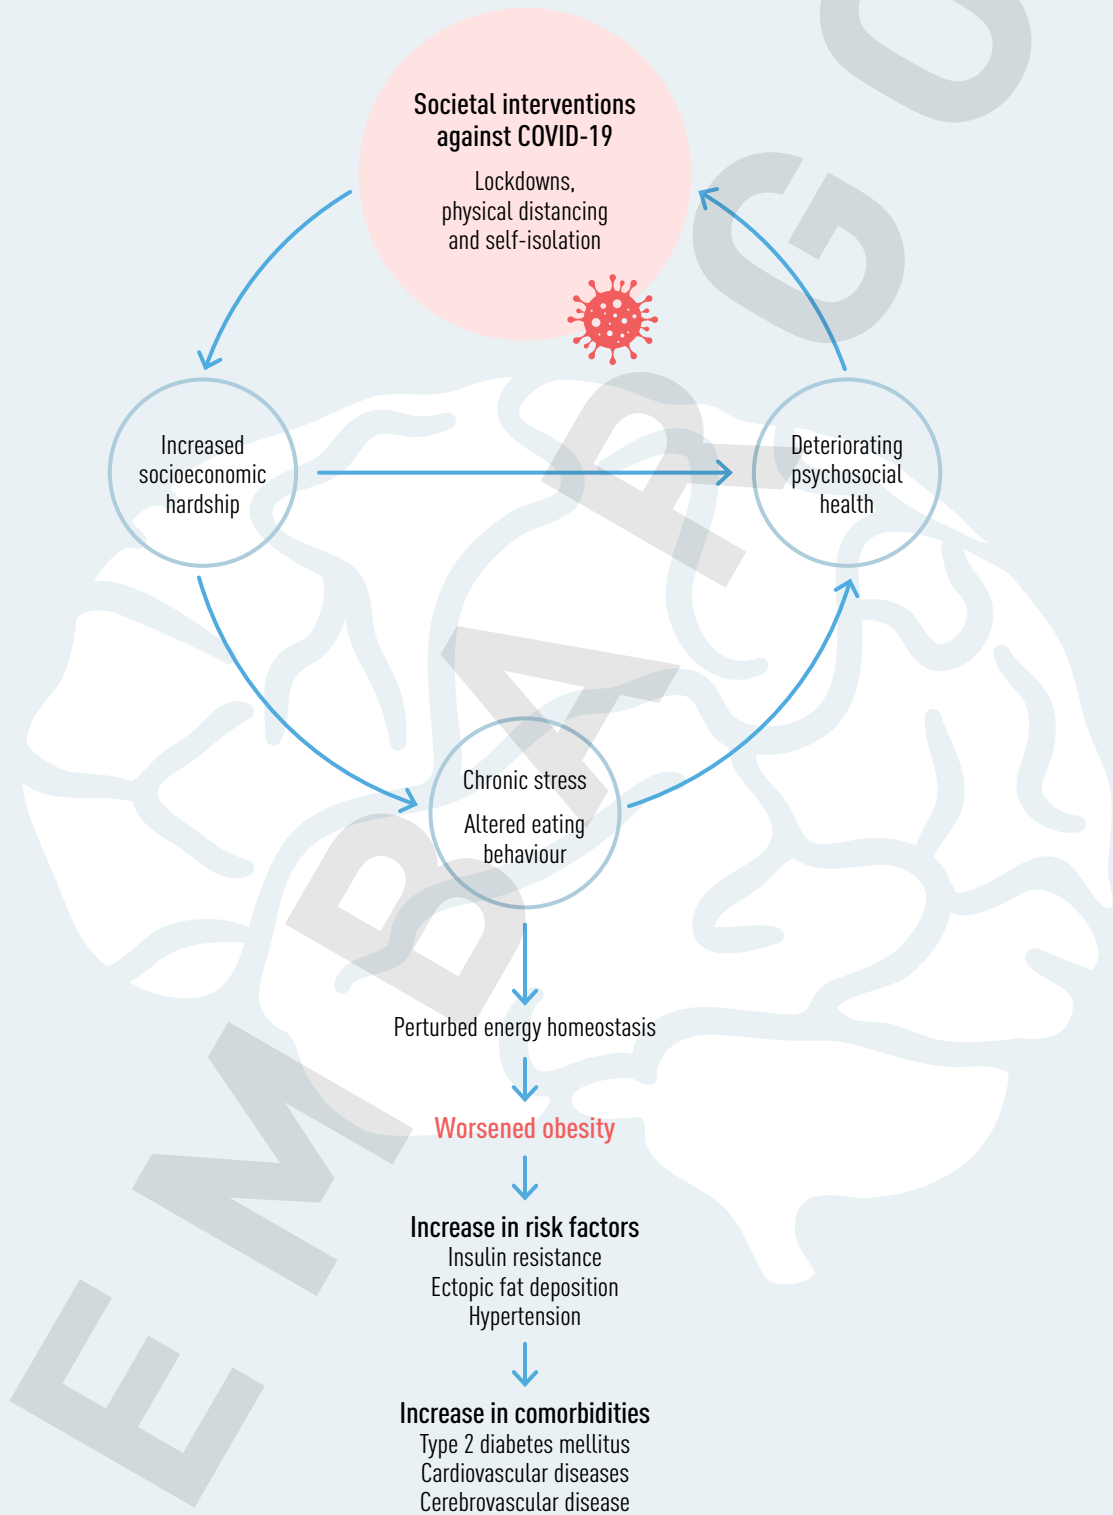 Societal interventions
against COVID-19
Lockdowns,
physical distancing
and self-isolation
Increased
socioeconomic
hardship
Deteriorating
psychosocial
health
Chronic stress
Altered eating
behaviour
Perturbed energy homeostasis
Worsened obesity
Increase in risk factors
Insulin resistance
Ectopic fat deposition
Hypertension
Increase in comorbidities
Type 2 diabetes mellitus
Cardiovascular diseases
Cerebrovascular disease
EMBARGO